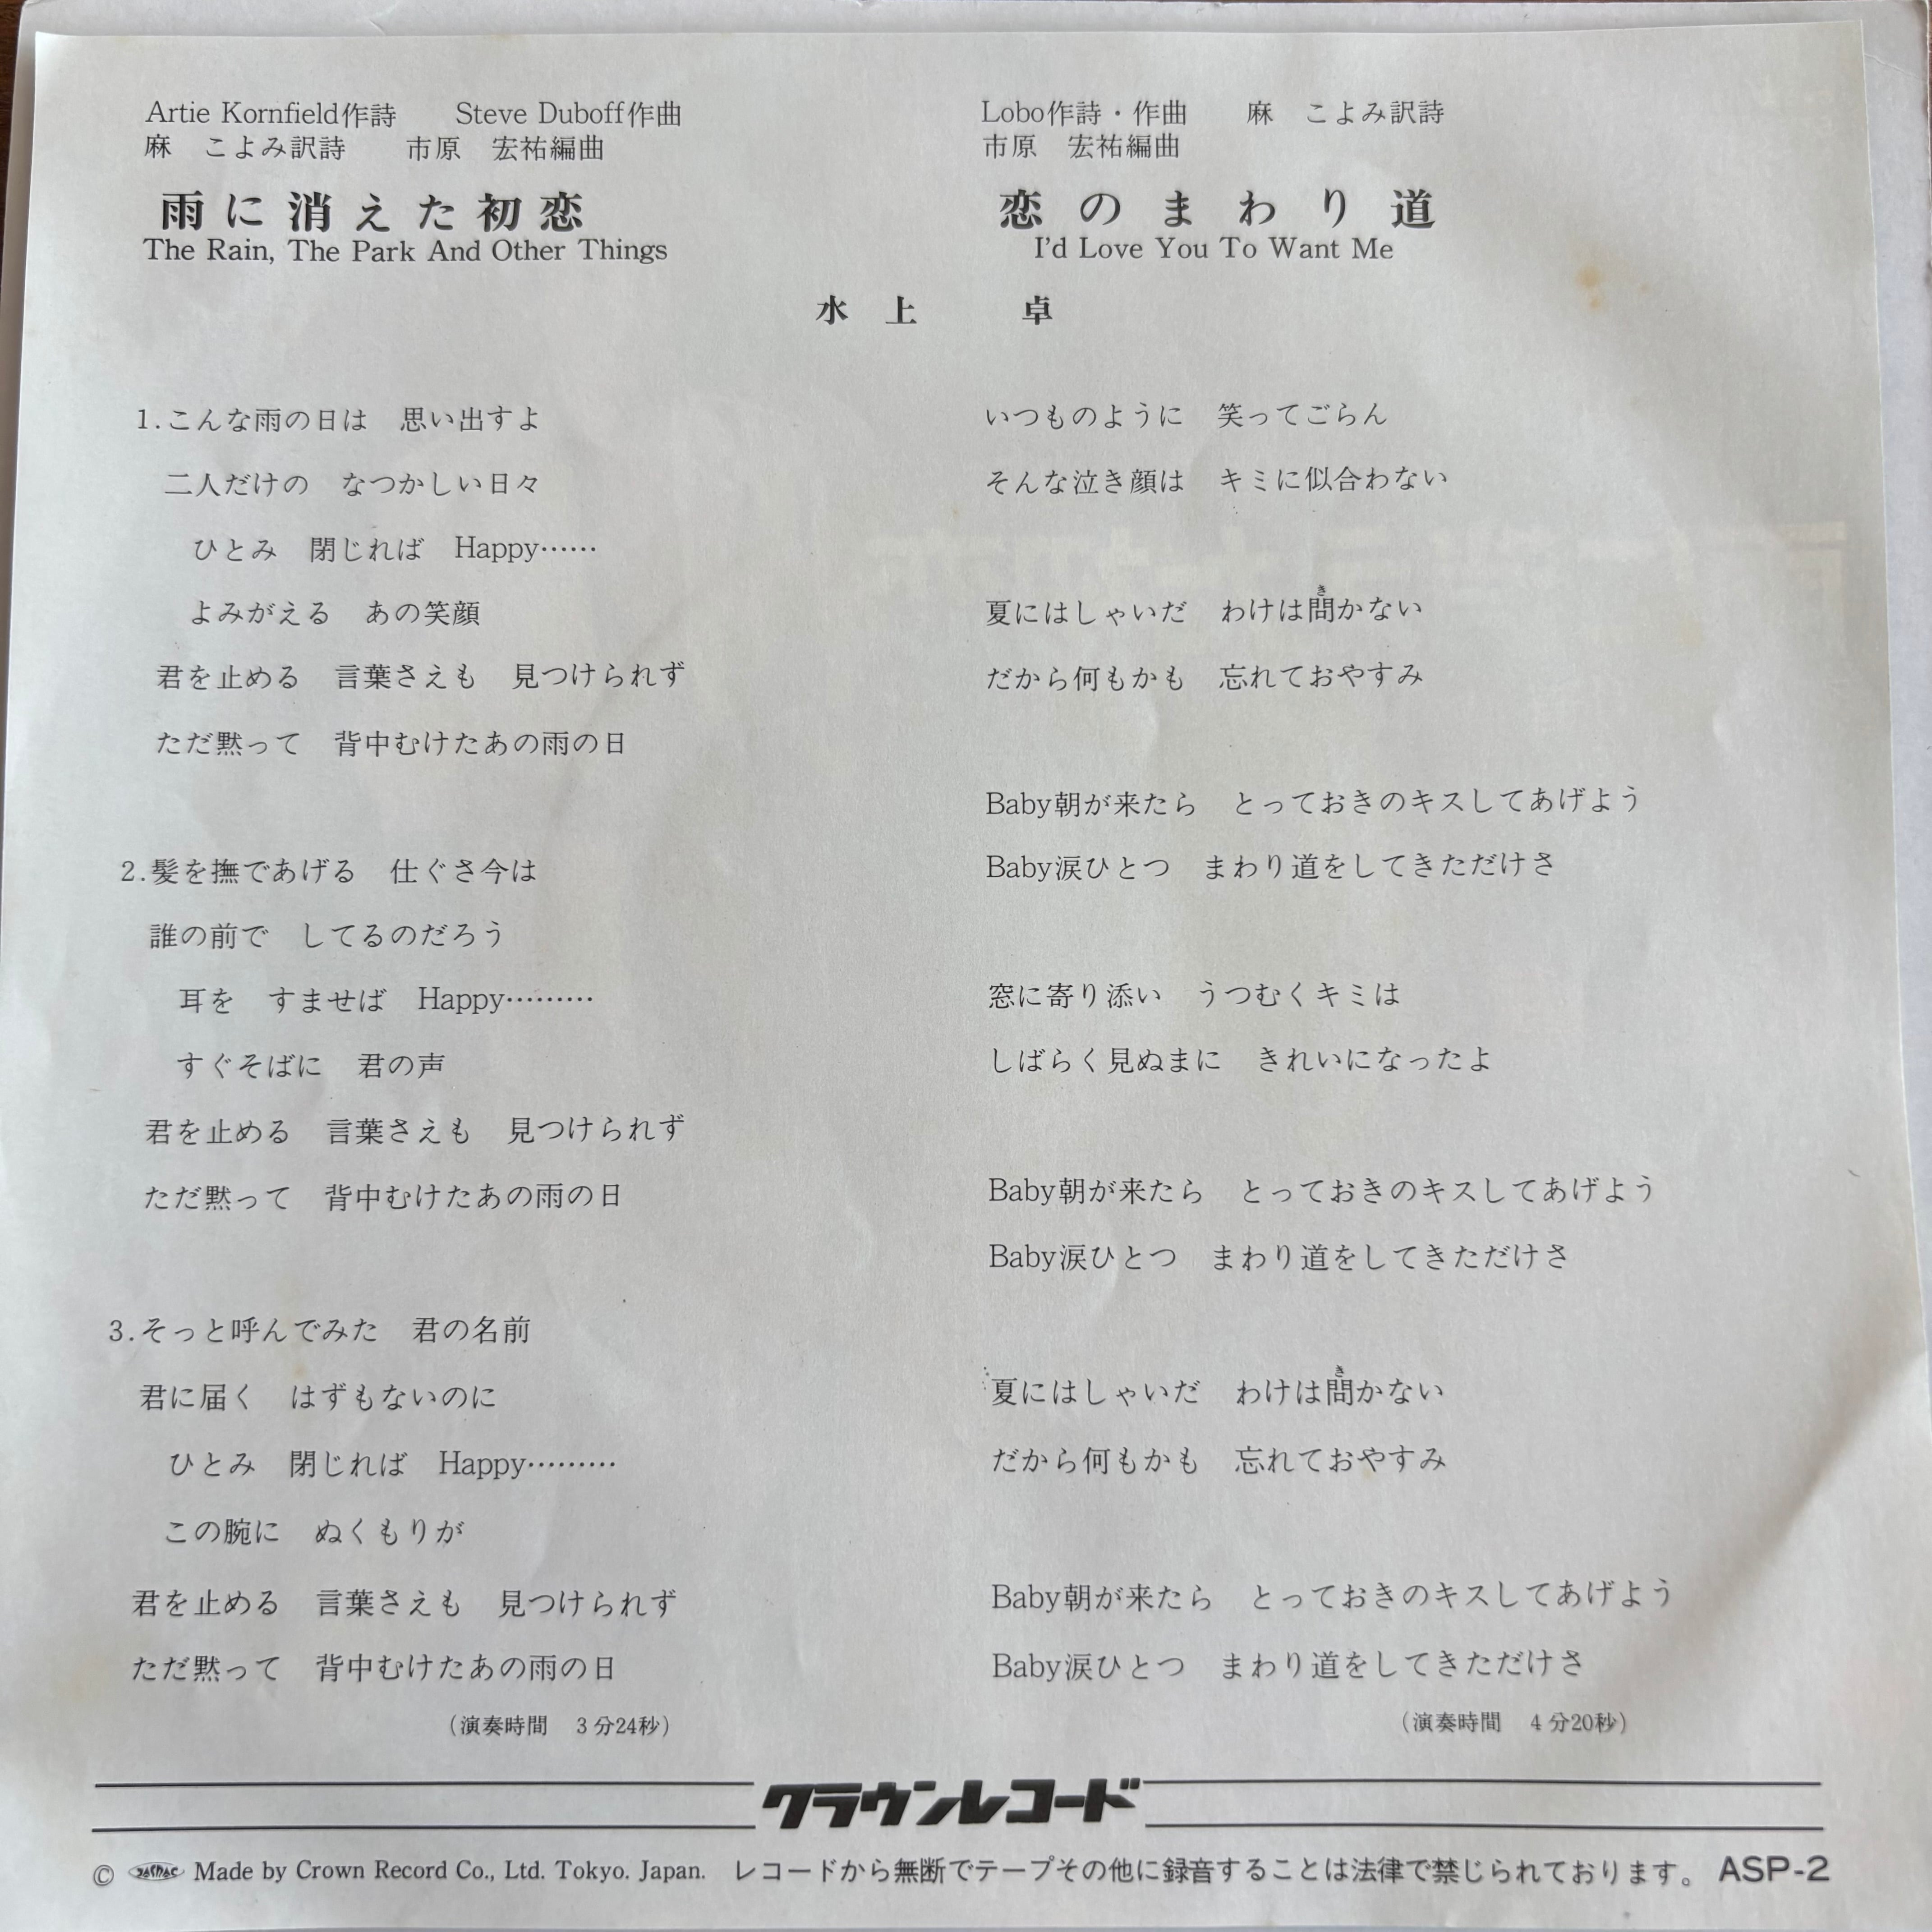 Artie Kornfield作詩　　Steve Duboff作曲
麻　こよみ訳詩　　市原　宏祐編曲
雨に消えた初恋
The Rain, The Park And Other Things
Lobo作詩・作曲　　麻　こよみ訳詩
市原　宏祐編曲
恋のまわり道
I'd Love You To Want Me
水上　卓
1.こんな雨の日は　思い出すよ
二人だけの　なつかしい日々
ひとみ　閉じれば　Happy……
よみがえる　あの笑顔
君を止める　言葉さえも　見つけられず
ただ黙って　背中むけたあの雨の日
2.髪を撫であげる　仕ぐさ今は
誰の前で　してるのだろう
耳を　すませば　Happy………
すぐそばに　君の声
君を止める　言葉さえも　見つけられず
ただ黙って　背中むけたあの雨の日
3.そっと呼んでみた　君の名前
君に届く　はずもないのに
ひとみ　閉じれば　Happy………
この腕に　ぬくもりが
君を止める　言葉さえも　見つけられず
ただ黙って　背中むけたあの雨の日
（演奏時間　3分24秒）
いつものように　笑ってごらん
そんな泣き顔は　キミに似合わない
き
夏にはしゃいだ　わけは問かない
だから何もかも　忘れておやすみ
Baby朝が来たら　とっておきのキスしてあげよう
Baby涙ひとつ　まわり道をしてきただけさ
窓に寄り添い　うつむくキミは
しばらく見ぬまに　きれいになったよ
Baby朝が来たら　とっておきのキスしてあげよう
Baby涙ひとつ　まわり道をしてきただけさ
き
夏にはしゃいだ　わけは問かない
だから何もかも　忘れておやすみ
Baby朝が来たら　とっておきのキスしてあげよう
Baby涙ひとつ　まわり道をしてきただけさ
（演奏時間　4分20秒）
クラウンレコード
© JASRAC Made by Crown Record Co., Ltd. Tokyo. Japan.　レコードから無断でテープその他に録音することは法律で禁じられております。 ASP-2